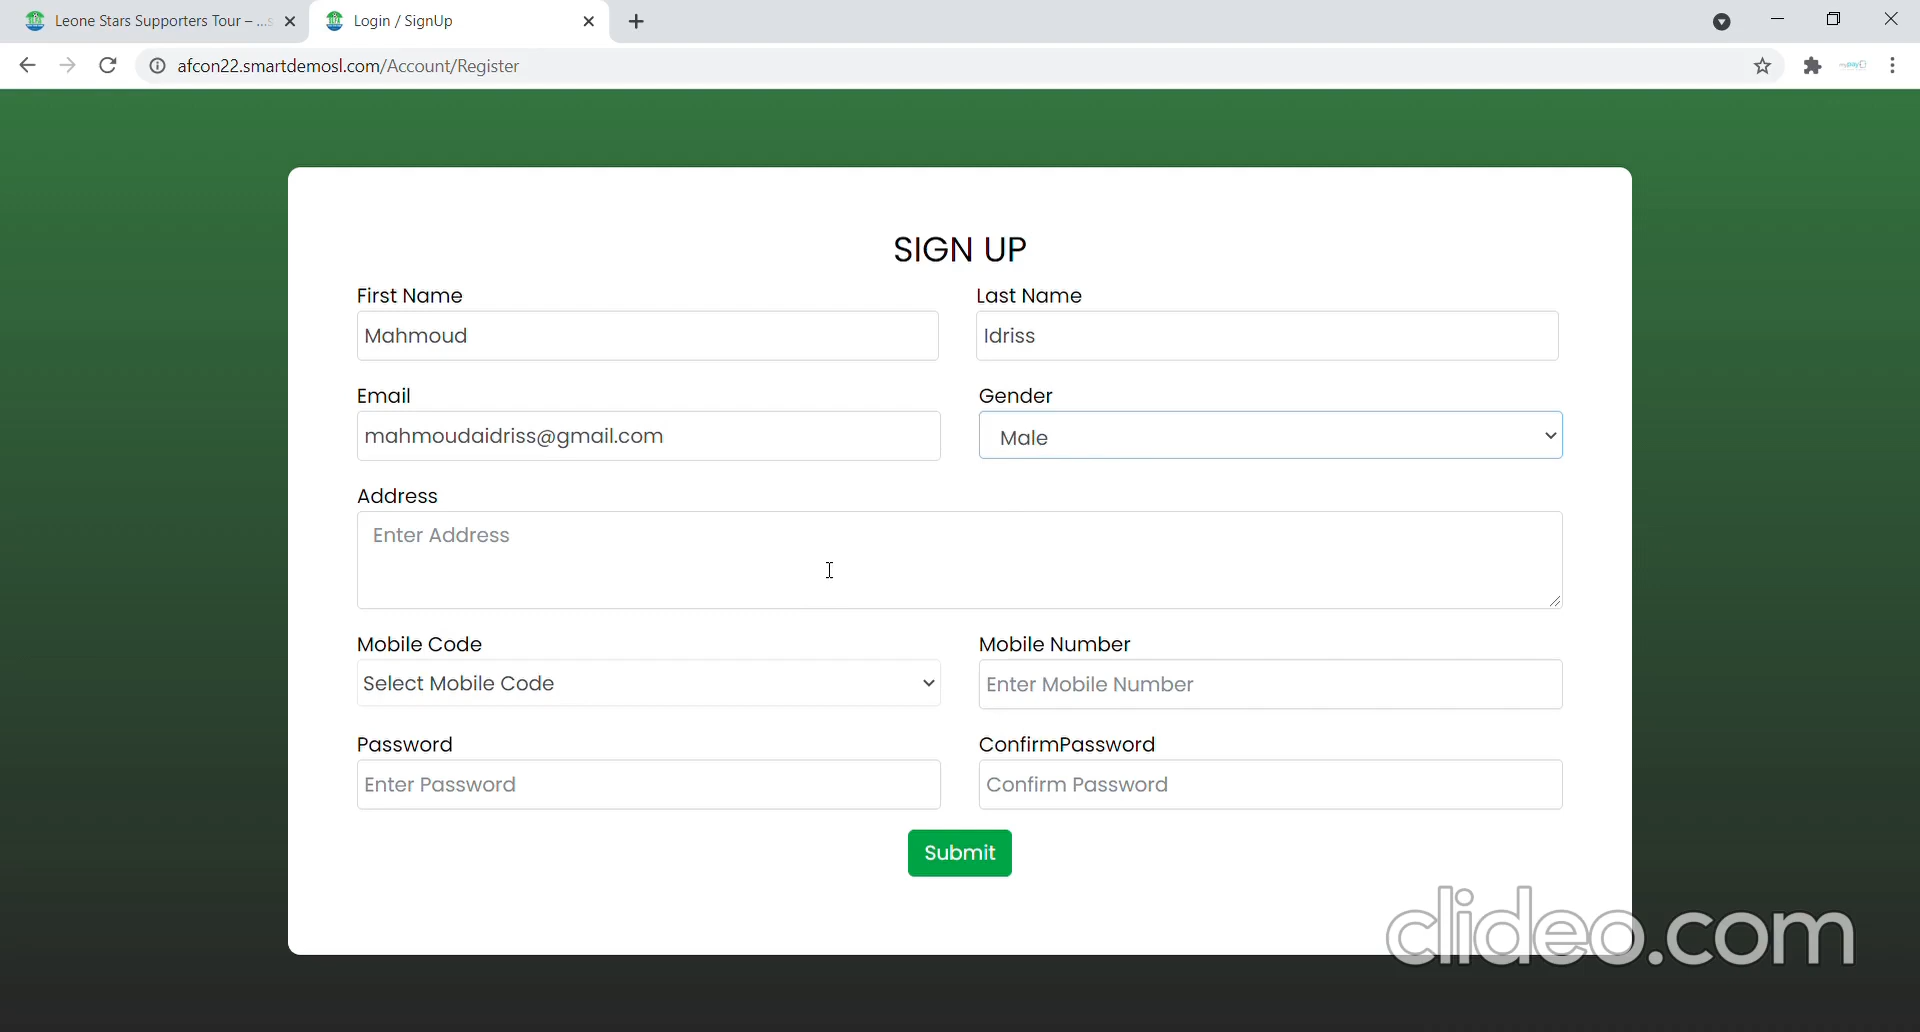 Leone Stars Supporters Tour – ...s
Login / SignUp
afcon22.smartdemosl.com/Account/Register
SIGN UP
First Name
Last Name
Mahmoud
Idriss
Email
Gender
mahmoudaidriss@gmail.com
Male
Address
Enter Address
Mobile Code
Mobile Number
Select Mobile Code
Enter Mobile Number
Password
ConfirmPassword
Enter Password
Confirm Password
Submit
clideo.com